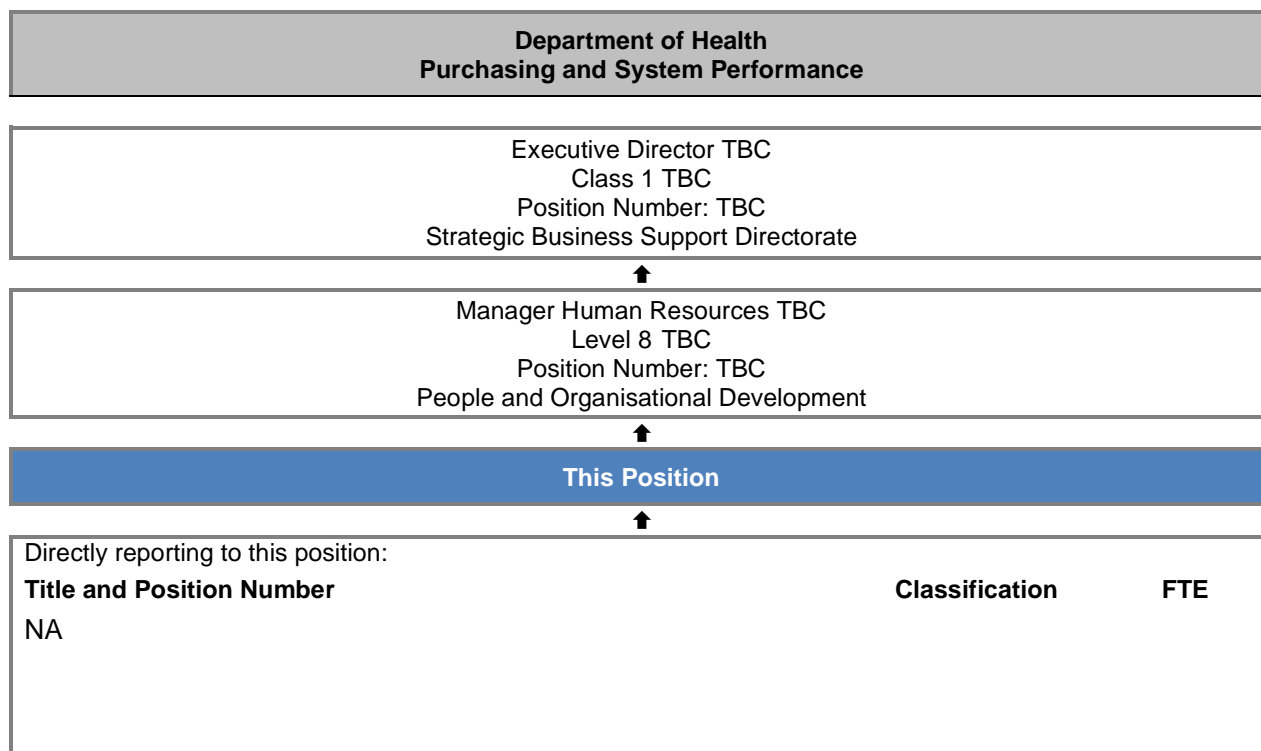 Department of Health
Purchasing and System Performance
Executive Director TBC
Class 1 TBC
Position Number: TBC
Strategic Business Support Directorate
Manager Human Resources TBC
Level 8 TBC
Position Number: TBC
People and Organisational Development
This Position
Directly reporting to this position:
Title and Position Number Classification FTE
NA